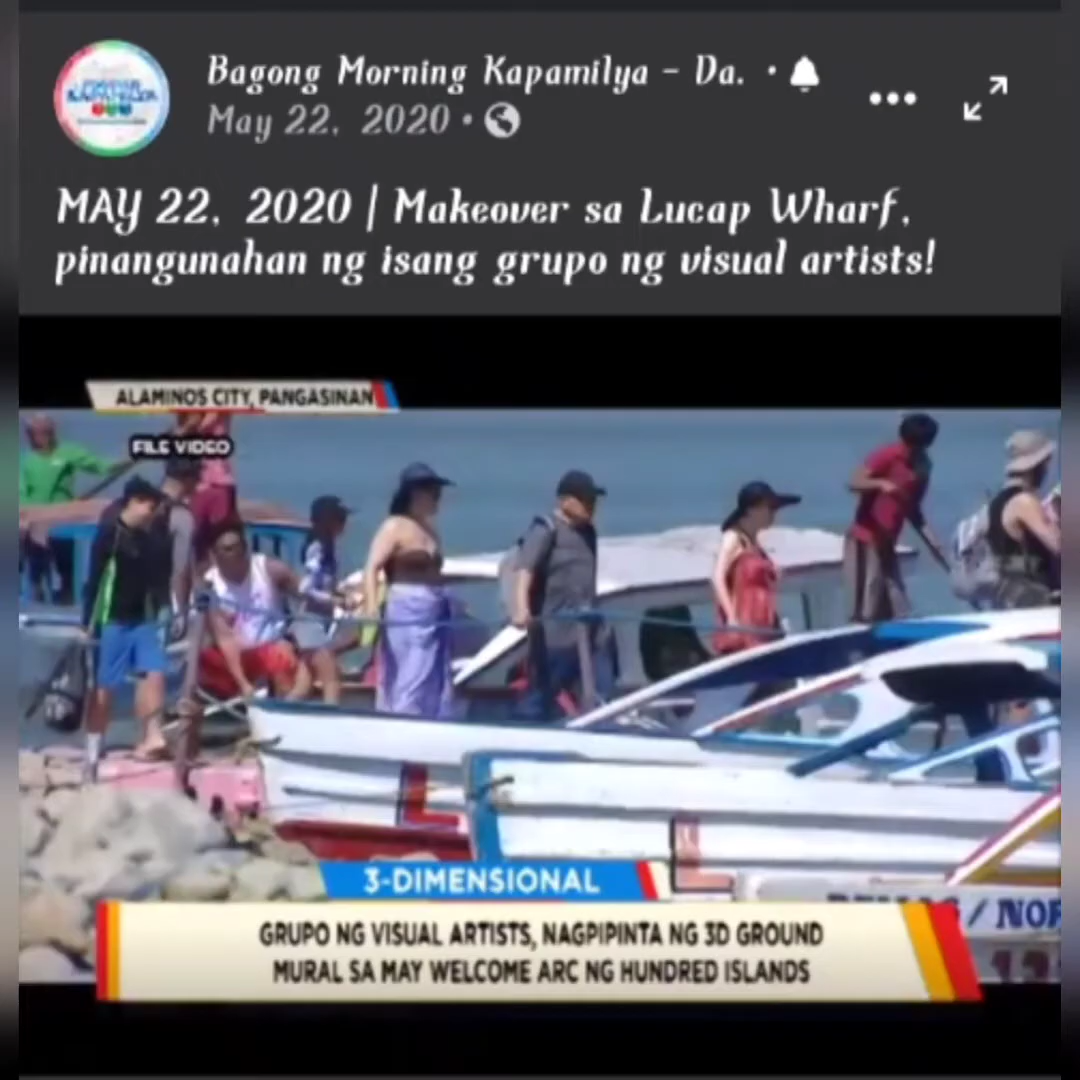 Bagong Morning Kapamilya - Da.
May 22, 2020
MAY 22, 2020 | Makeover sa Lucap Wharf,
pinangunahan ng isang grupo ng visual artists!
ALAMINOS CITY, PANGASINAN
FILE VIDEO
3-DIMENSIONAL
GRUPO NG VISUAL ARTISTS, NAGPIPINTA NG 3D GROUND
MURAL SA MAY WELCOME ARC NG HUNDRED ISLANDS